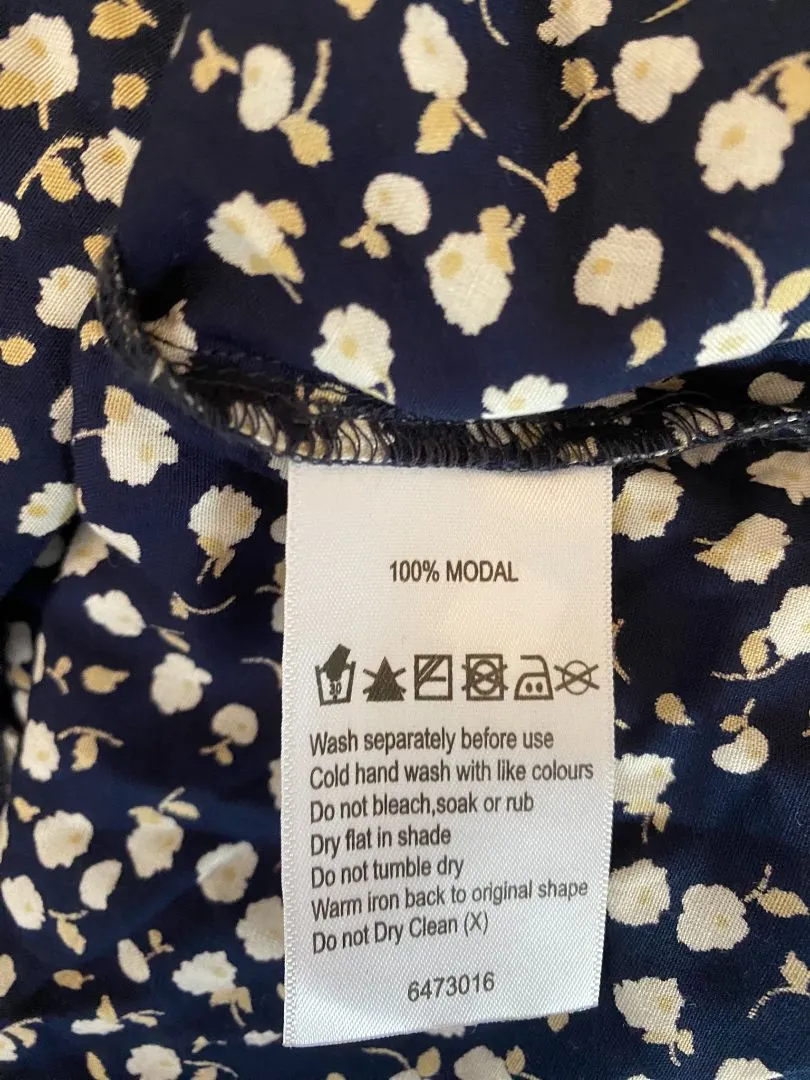 100% MODAL
30
Wash separately before use
Cold hand wash with like colours
Do not bleach,soak or rub
Dry flat in shade
Do not tumble dry
Warm iron back to original shape
Do not Dry Clean (X)
6473016